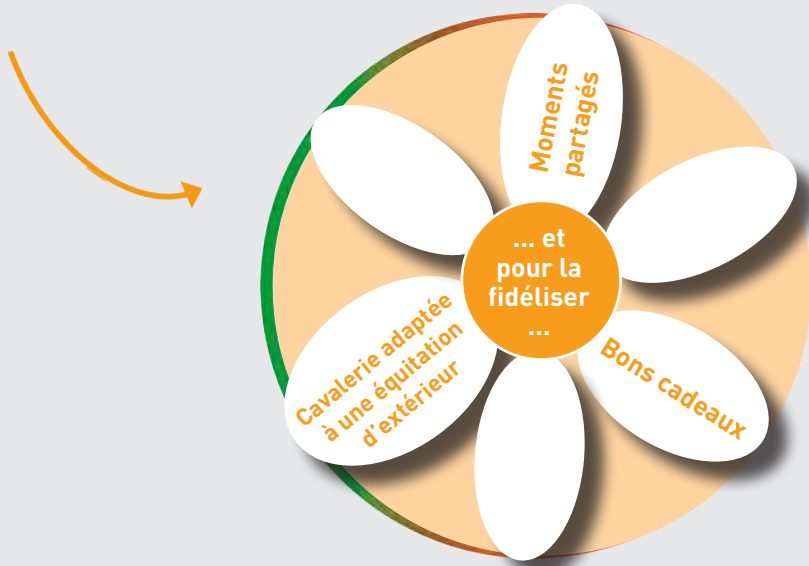 Moments
partagés
... et
pour la
fidéliser
...
Cavalerie adaptée
à une équitation
d'extérieur
Bons cadeaux